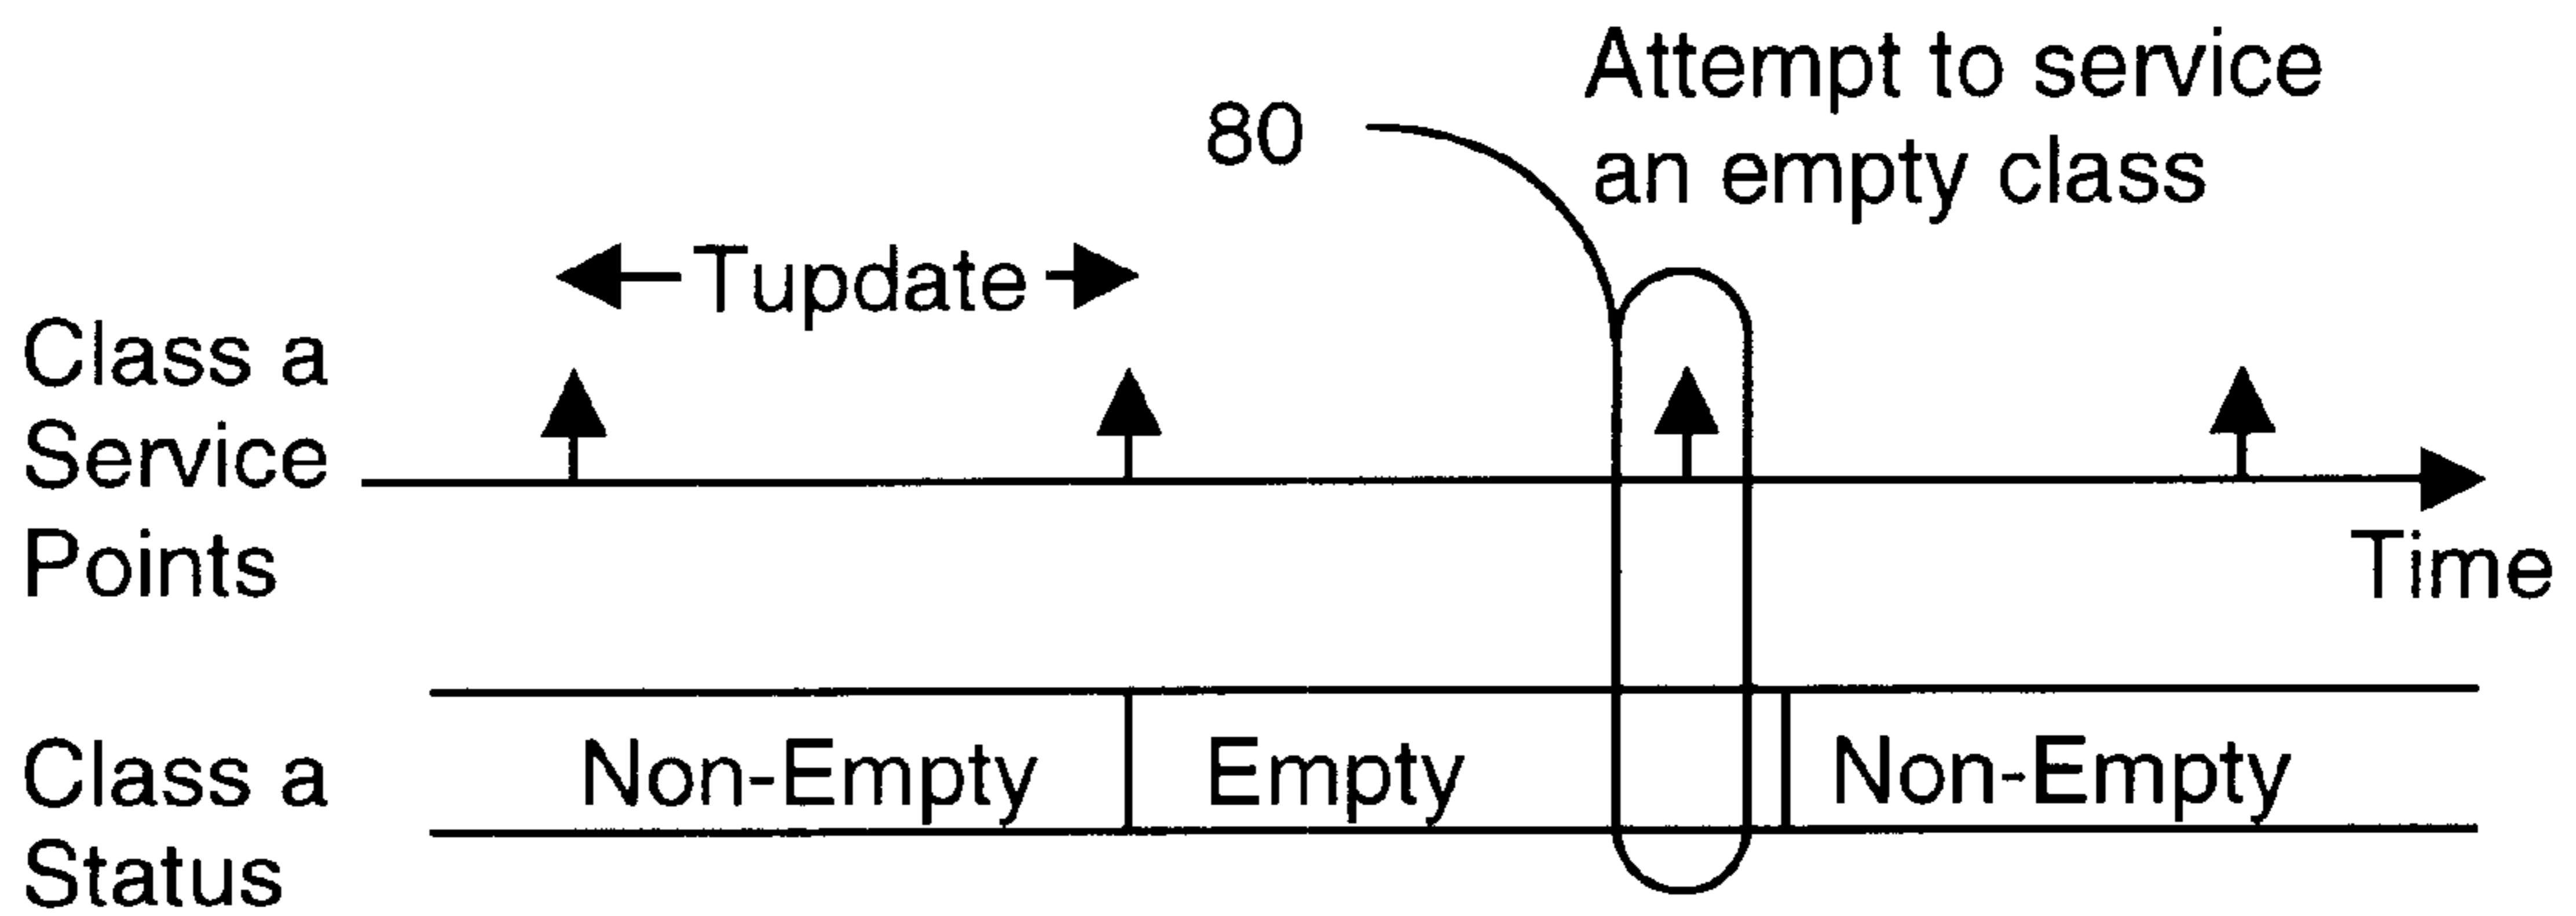 Attempt to service
an empty class
80
Tupdate
Class a
Service
Points
Time
Class a
Status
Non-Empty
Empty
Non-Empty